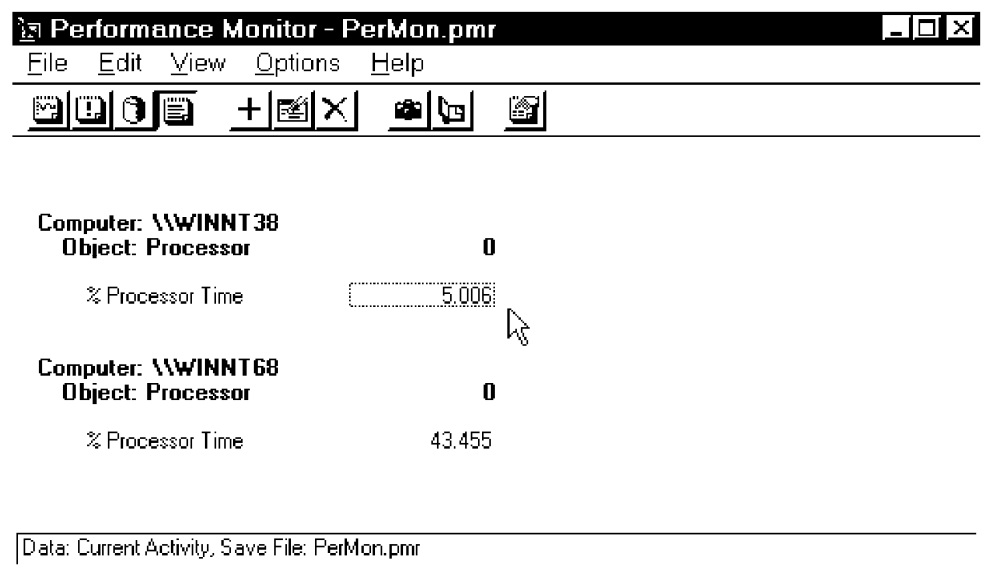 Performance Monitor - PerMon.pmr
File Edit View Options Help
Computer: \\WINNT38
Object: Processor 0
% Processor Time 5.006
Computer: \\WINNT68
Object: Processor 0
% Processor Time 43.455
Data: Current Activity, Save File: PerMon.pmr